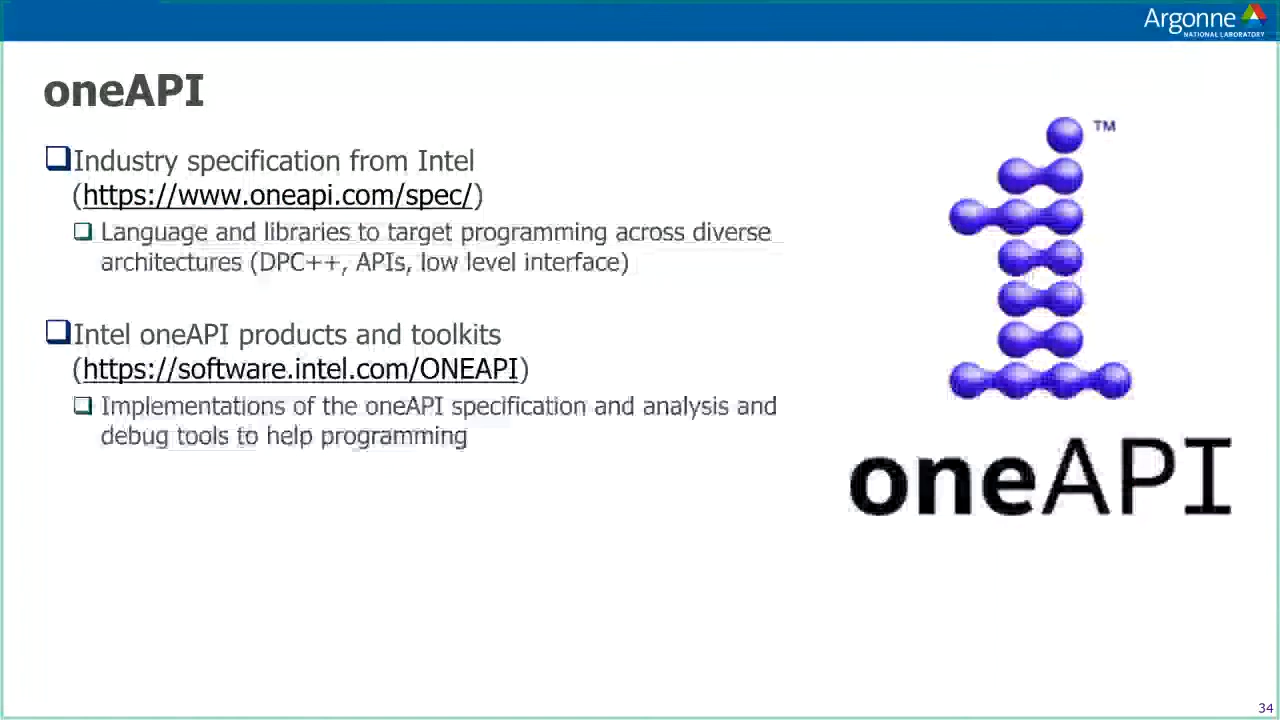 Argonne
NATIONAL LABORATORY
oneAPI
Industry specification from Intel
(https://www.oneapi.com/spec/)
Language and libraries to target programming across diverse
architectures (DPC++, APIs, low level interface)
Intel oneAPI products and toolkits
(https://software.intel.com/ONEAPI)
Implementations of the oneAPI specification and analysis and
debug tools to help programming
TM
oneAPI
34